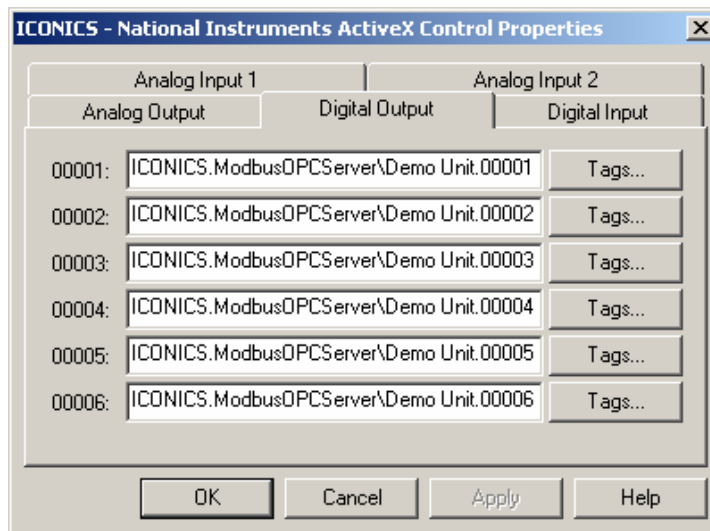 ICONICS - National Instruments ActiveX Control Properties
Analog Input 1 Analog Input 2
Analog Output Digital Output Digital Input
00001: ICONICS.ModbusOPCServer\Demo Unit.00001 Tags...
00002: ICONICS.ModbusOPCServer\Demo Unit.00002 Tags...
00003: ICONICS.ModbusOPCServer\Demo Unit.00003 Tags...
00004: ICONICS.ModbusOPCServer\Demo Unit.00004 Tags...
00005: ICONICS.ModbusOPCServer\Demo Unit.00005 Tags...
00006: ICONICS.ModbusOPCServer\Demo Unit.00006 Tags...
OK Cancel Apply Help